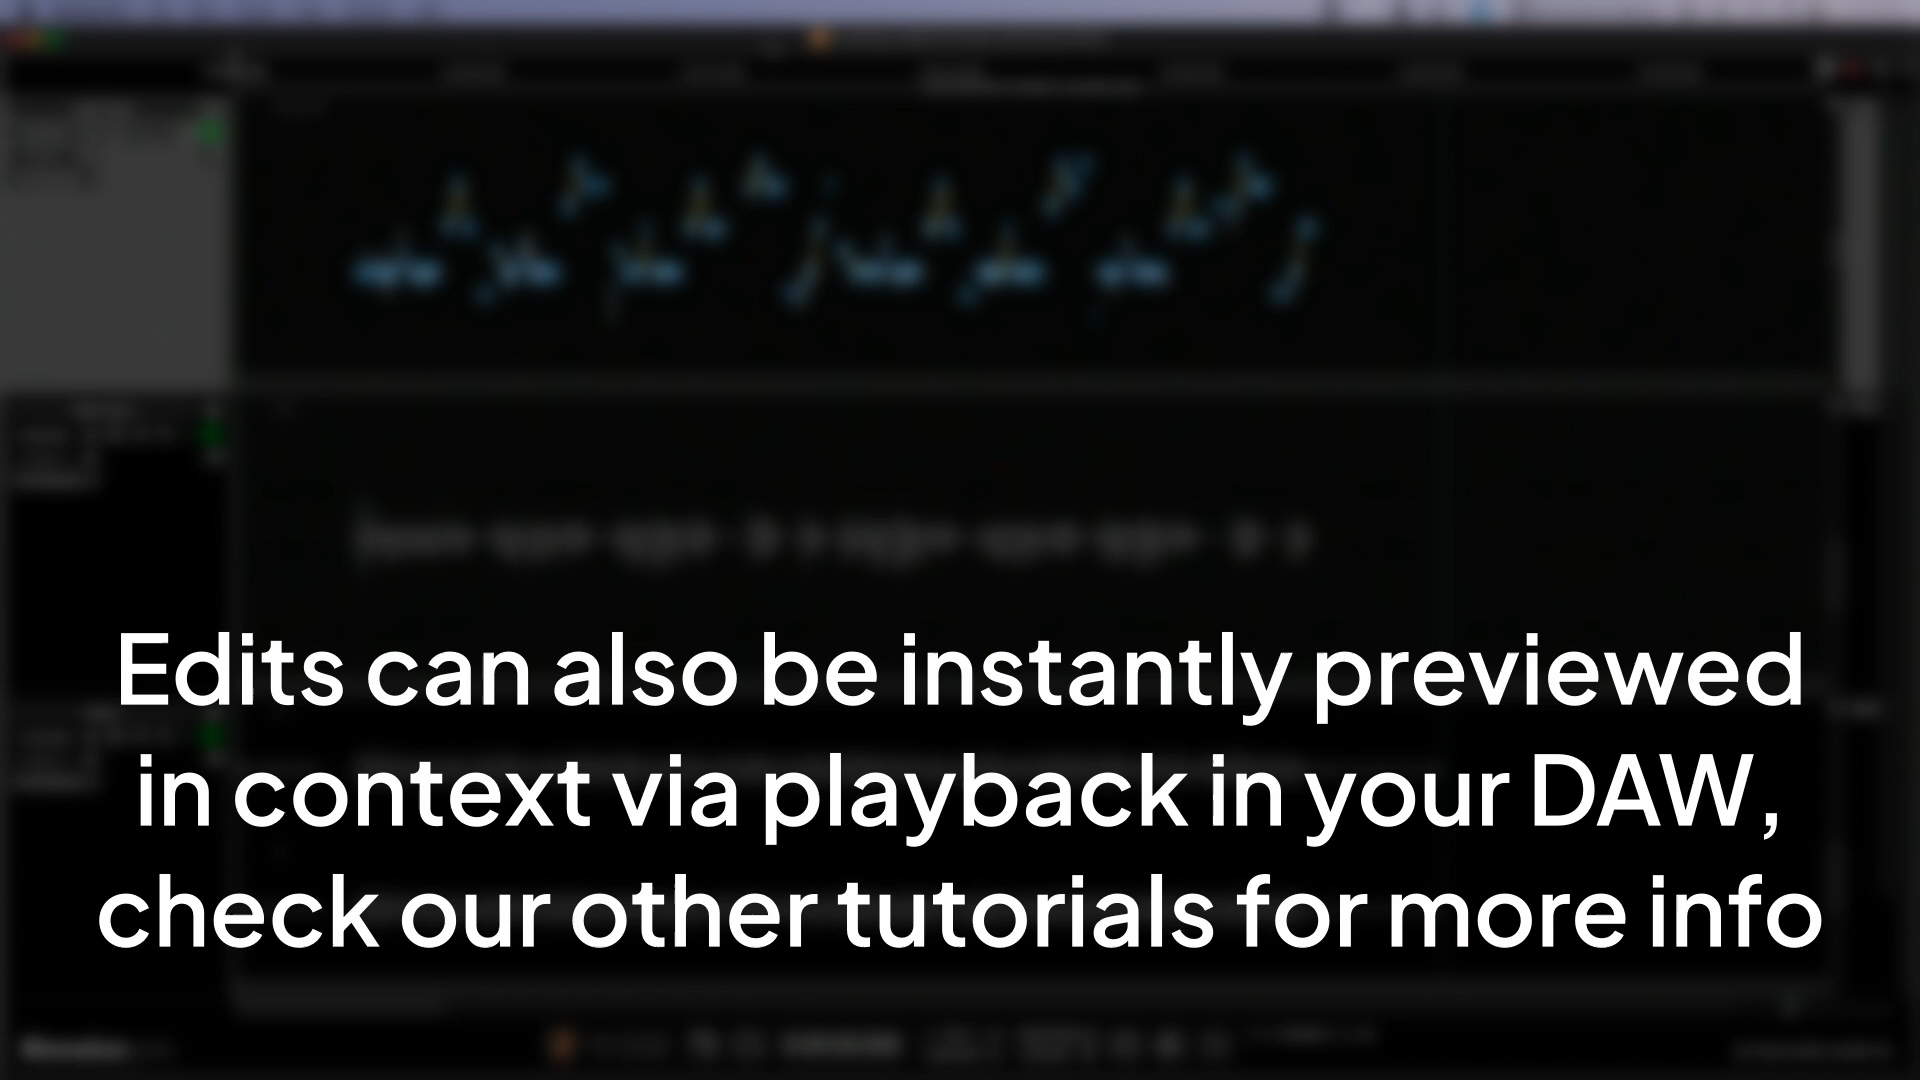 Edits can also be instantly previewed
in context via playback in your DAW,
check our other tutorials for more info